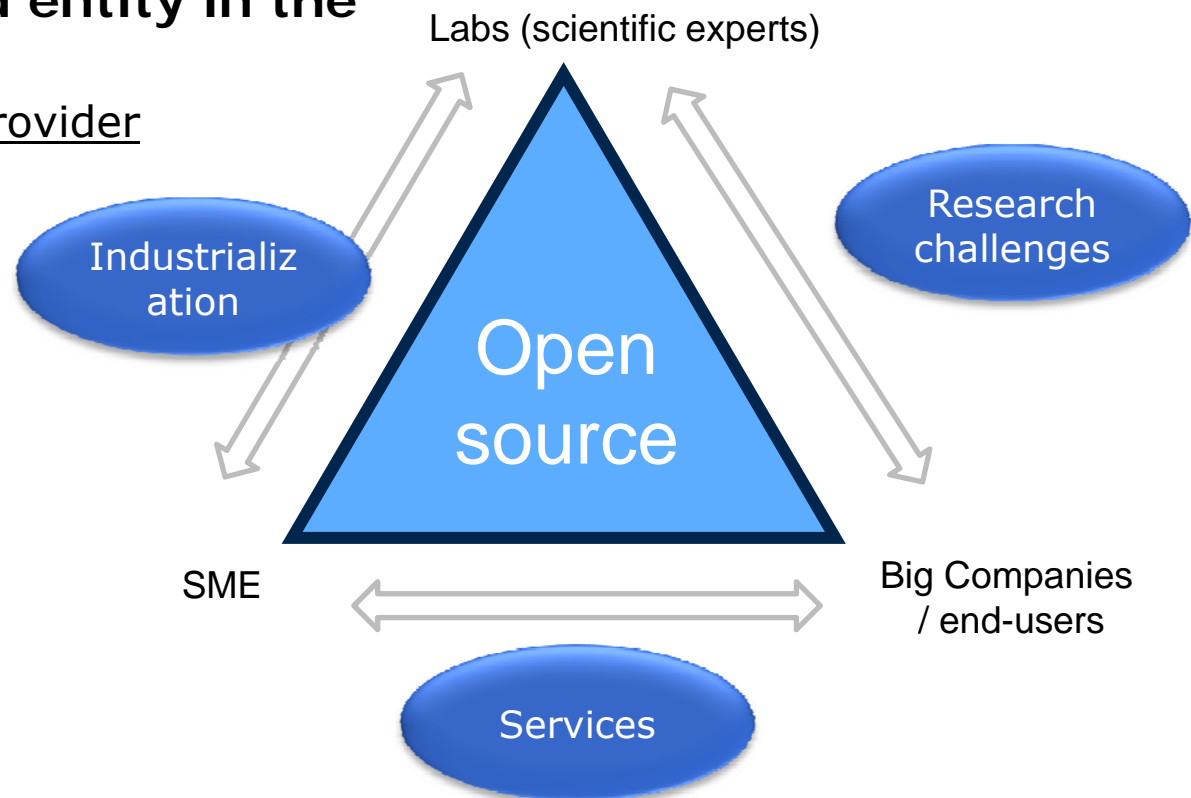 entity in the
Labs (scientific experts)
rovider
Research
challenges
Industrializ
ation
Open
source
SME
Big Companies
/ end-users
Services